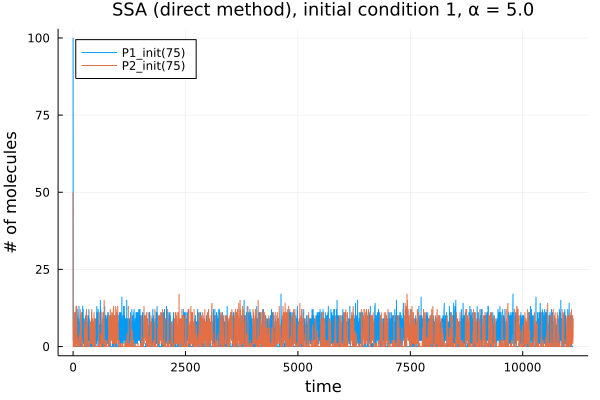 SSA (direct method), initial condition 1, α = 5.0
P1_init(75)
P2_init(75)
# of molecules
100
75
50
25
0
0 2500 5000 7500 10000
time